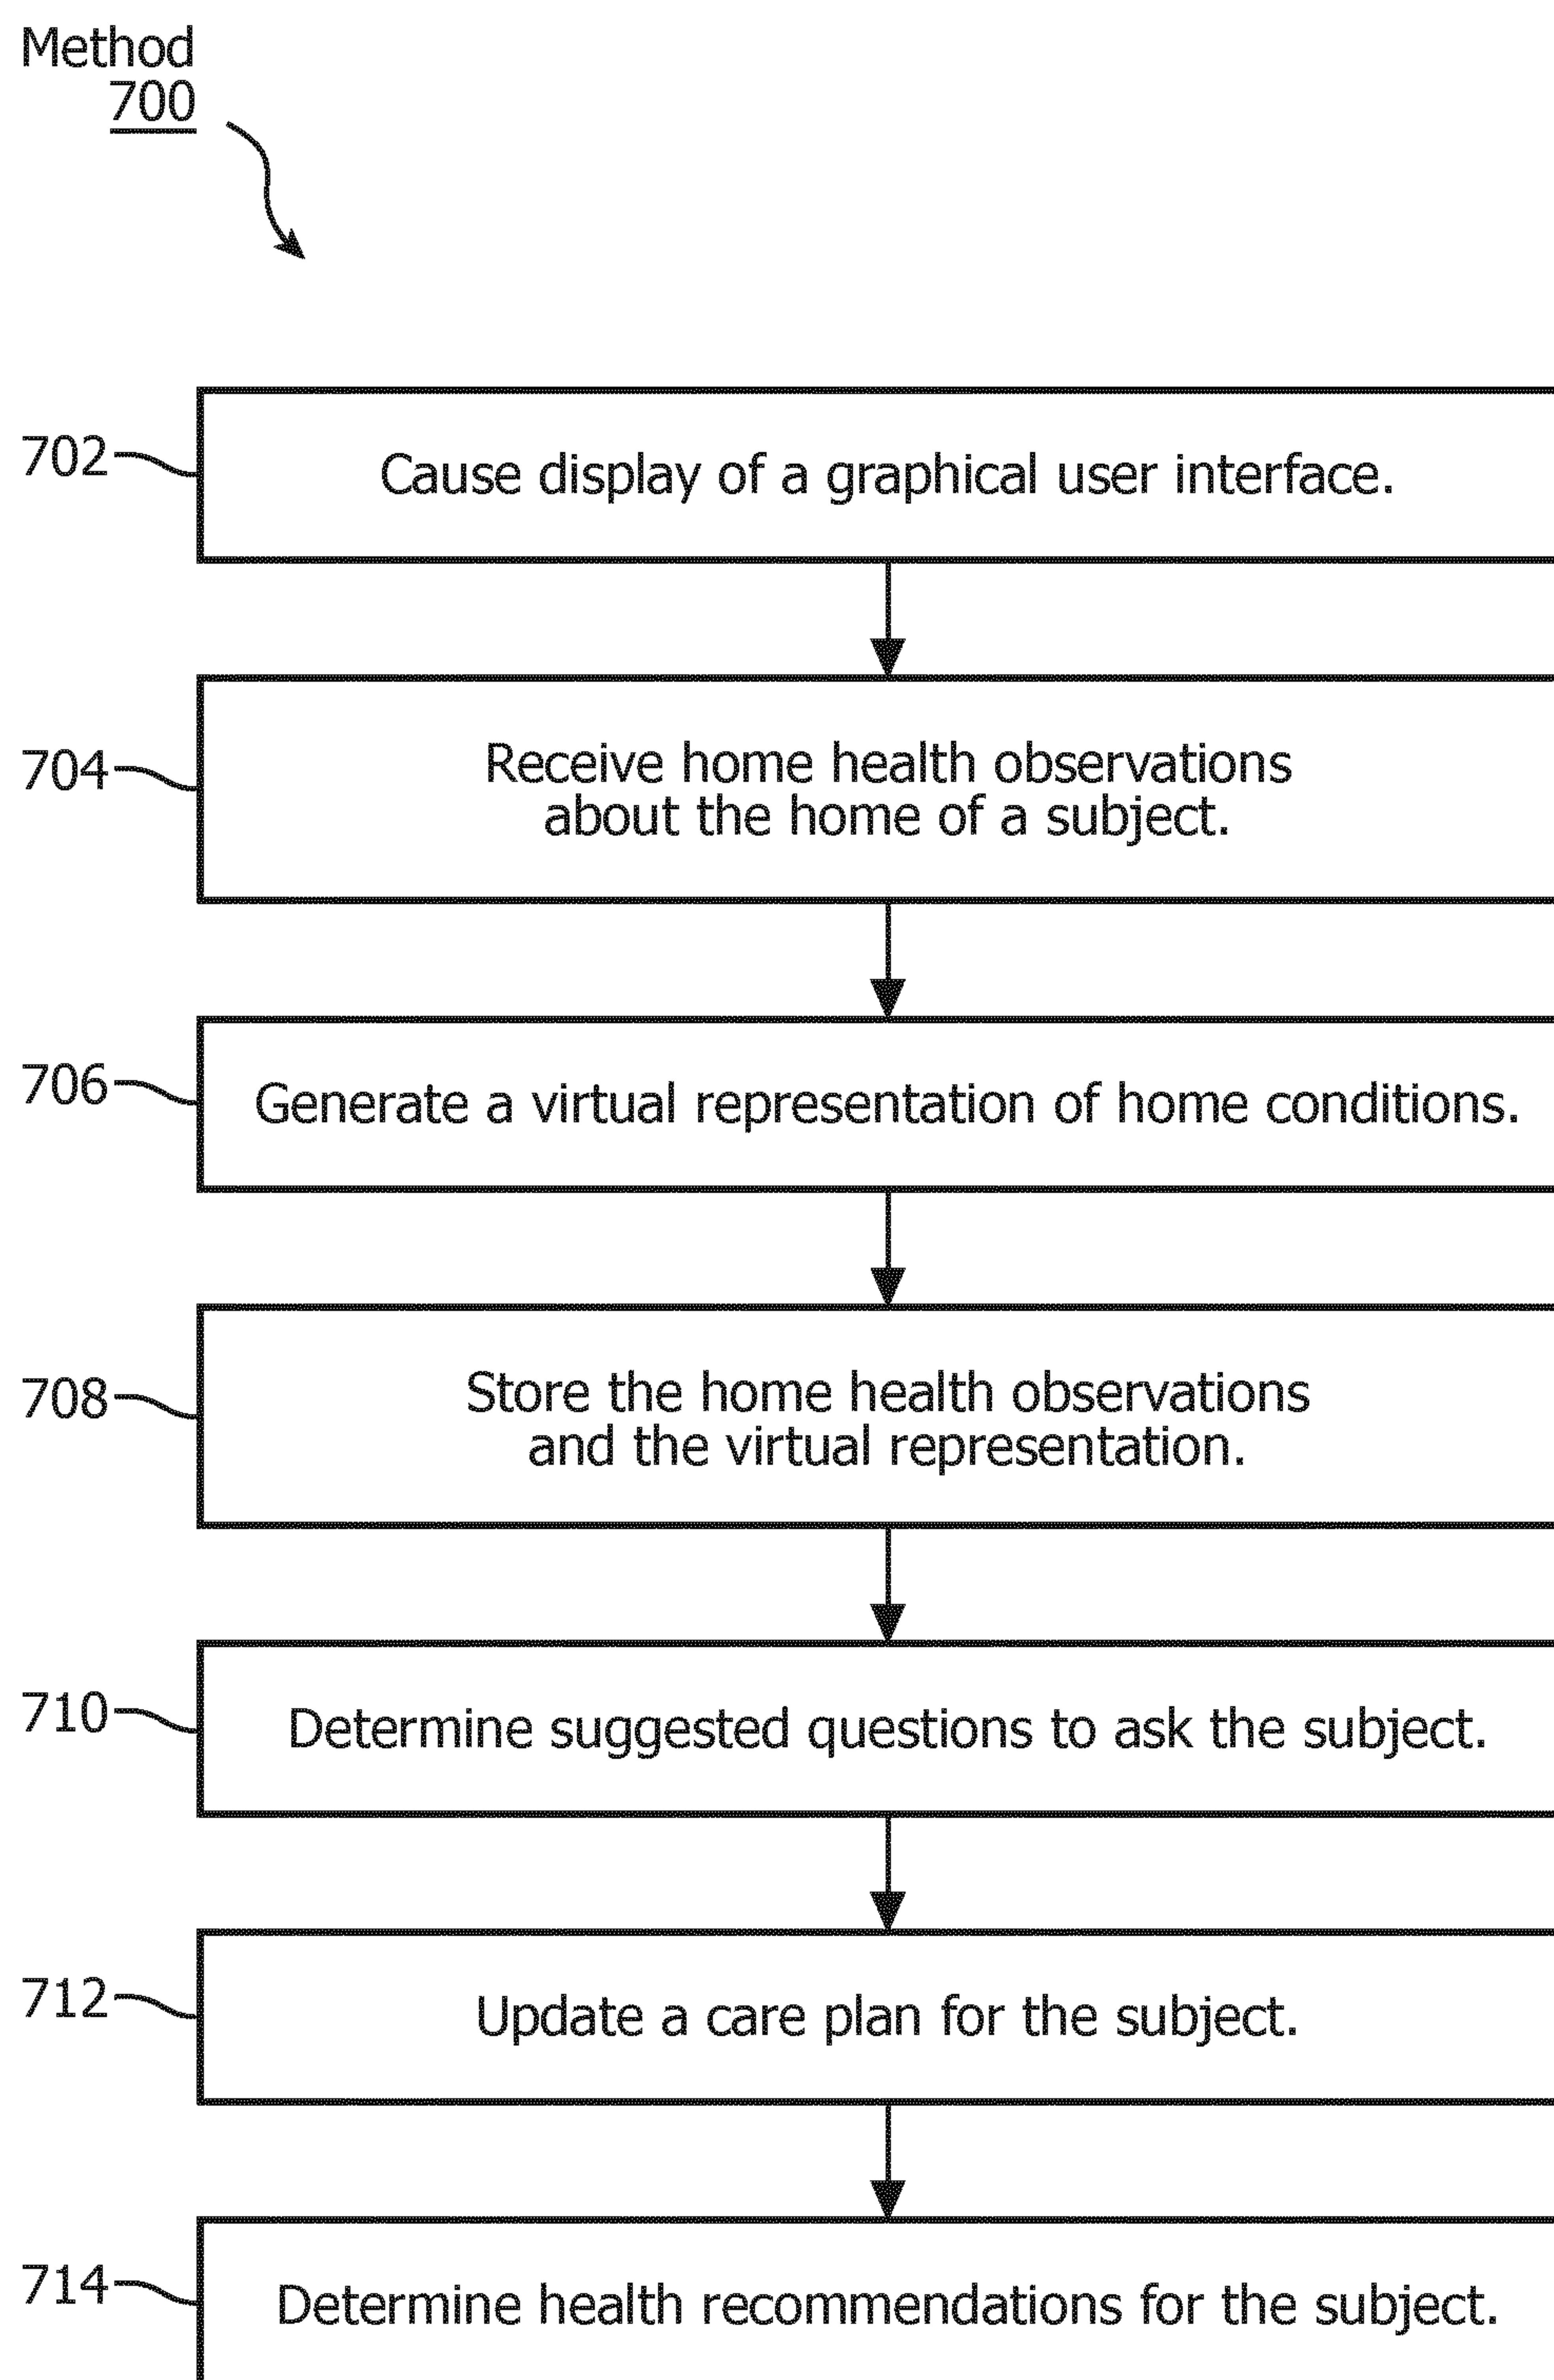 Method
700
702
Cause display of a graphical user interface.
704
Receive home health observations
about the home of a subject.
706
Generate a virtual representation of home conditions.
708
Store the home health observations
and the virtual representation.
710
Determine suggested questions to ask the subject.
712
Update a care plan for the subject.
714
Determine health recommendations for the subject.